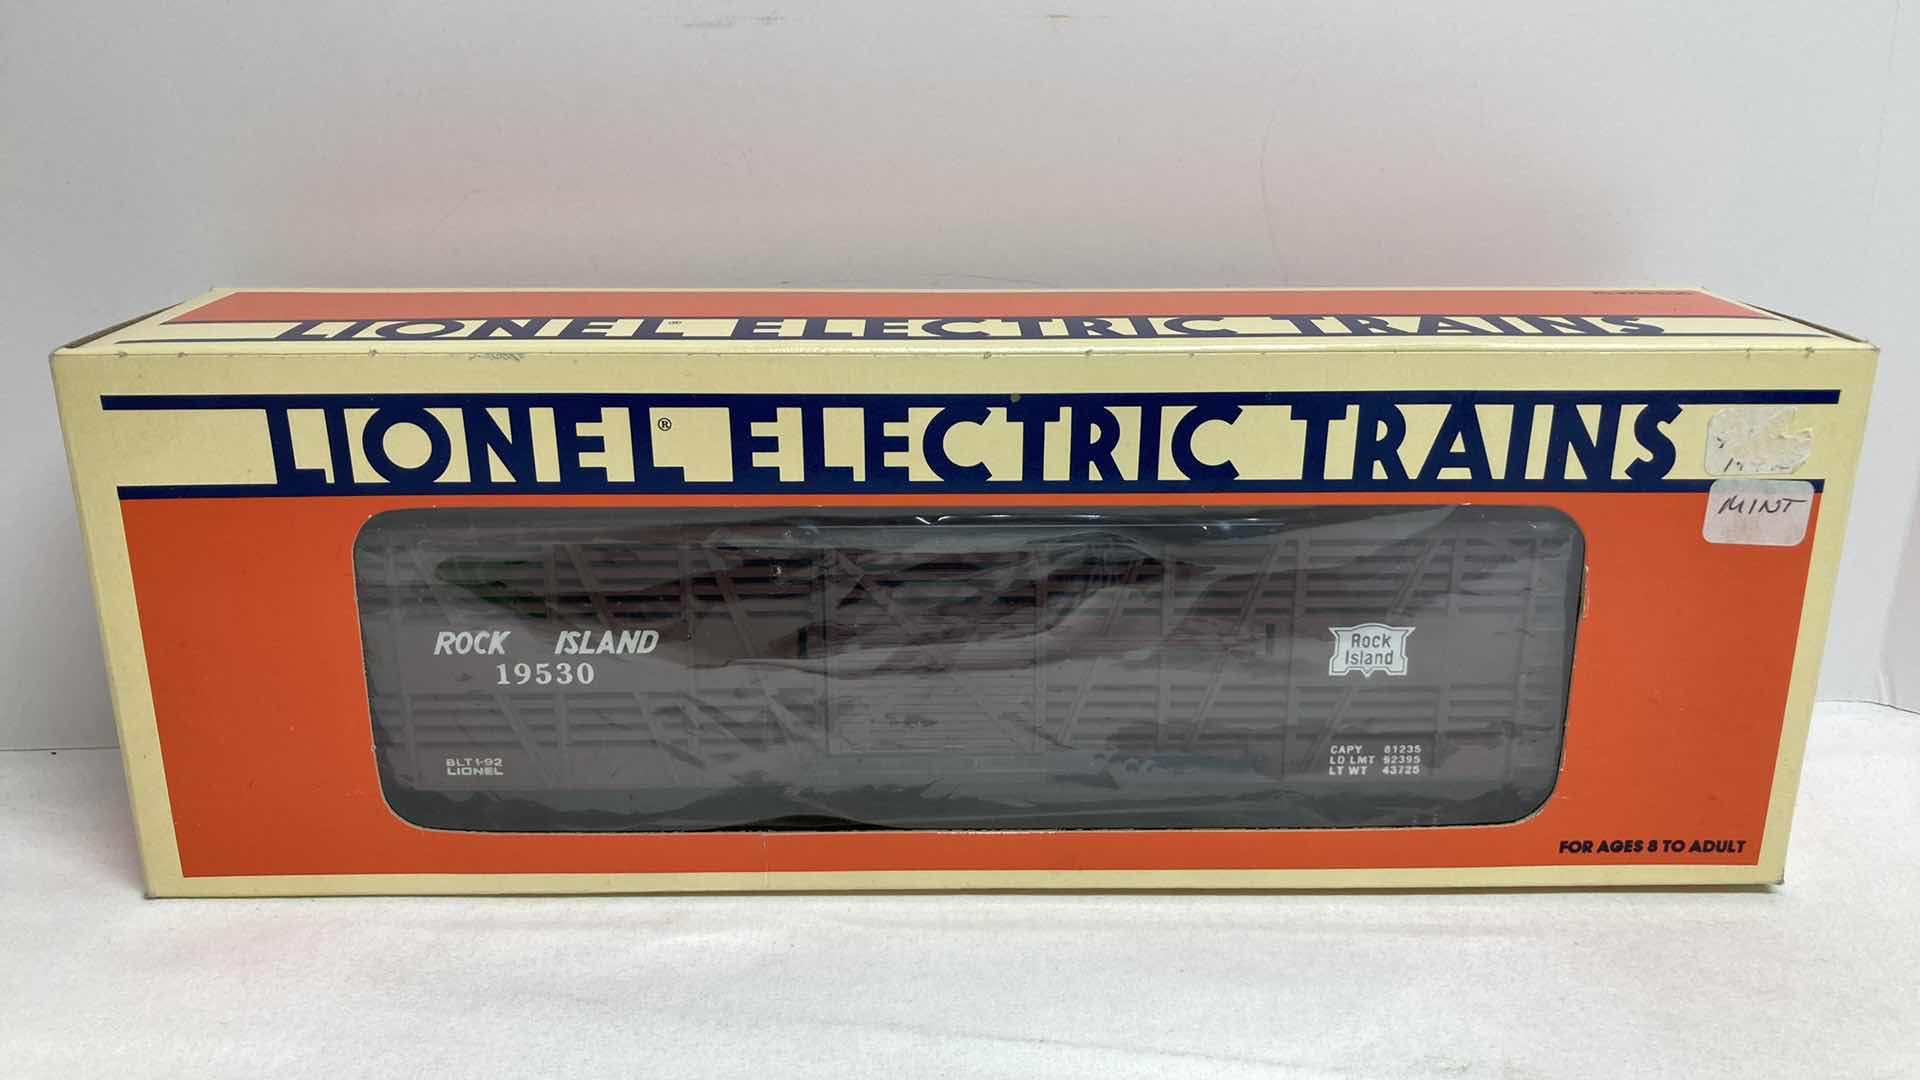 LIONEL® ELECTRIC TRAINS
LIONEL® ELECTRIC TRAINS
MINT
ROCK ISLAND
19530
Rock
Island
BLT 1-92
LIONEL
CAPY 81235
LD LMT 92395
LT WT 43725
FOR AGES 8 TO ADULT